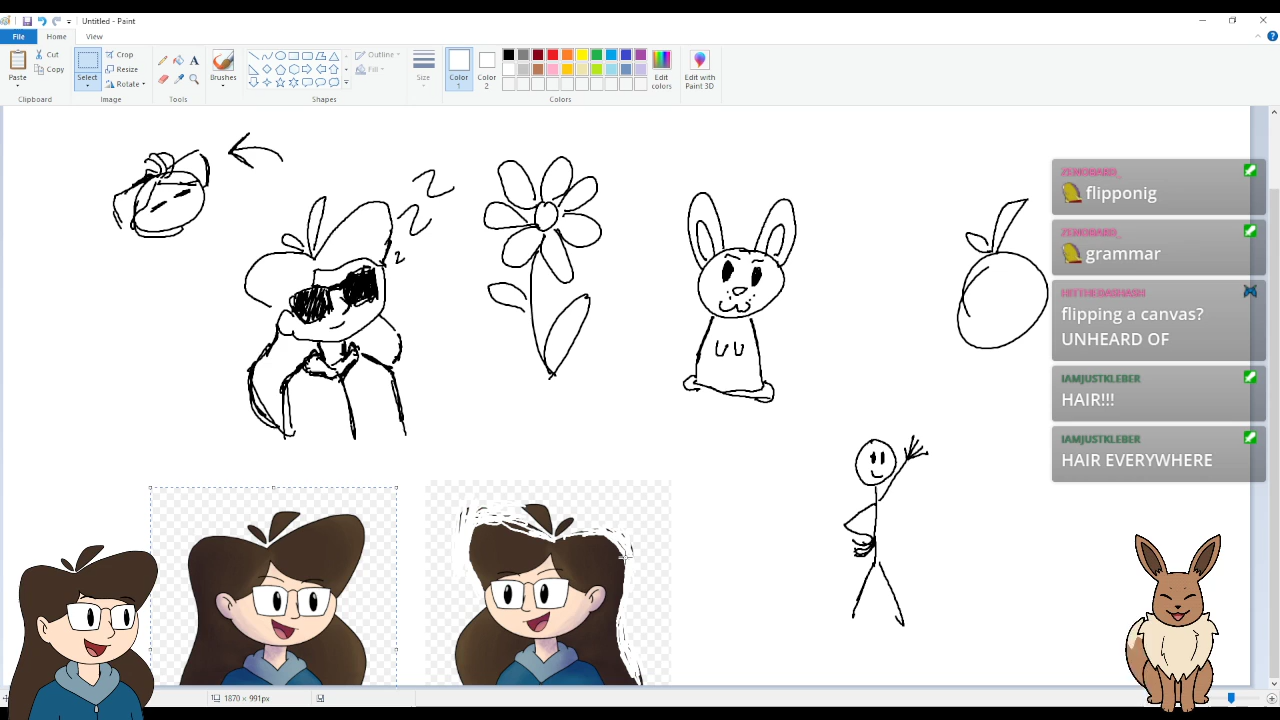 Untitled - Paint
File
Home
View
Paste
Cut
Copy
Clipboard
Select
Crop
Resize
Rotate
Image
Tools
Brushes
Shapes
Outline
Fill
Size
Color 1
Color 2
Edit colors
Colors
Edit with Paint 3D
z
z
z
flipponig
grammar
HITTHEDASHASH
flipping a canvas?
UNHEARD OF
IAMJUSTKLEBER
HAIR!!!
IAMJUSTKLEBER
HAIR EVERYWHERE
1870 × 991px